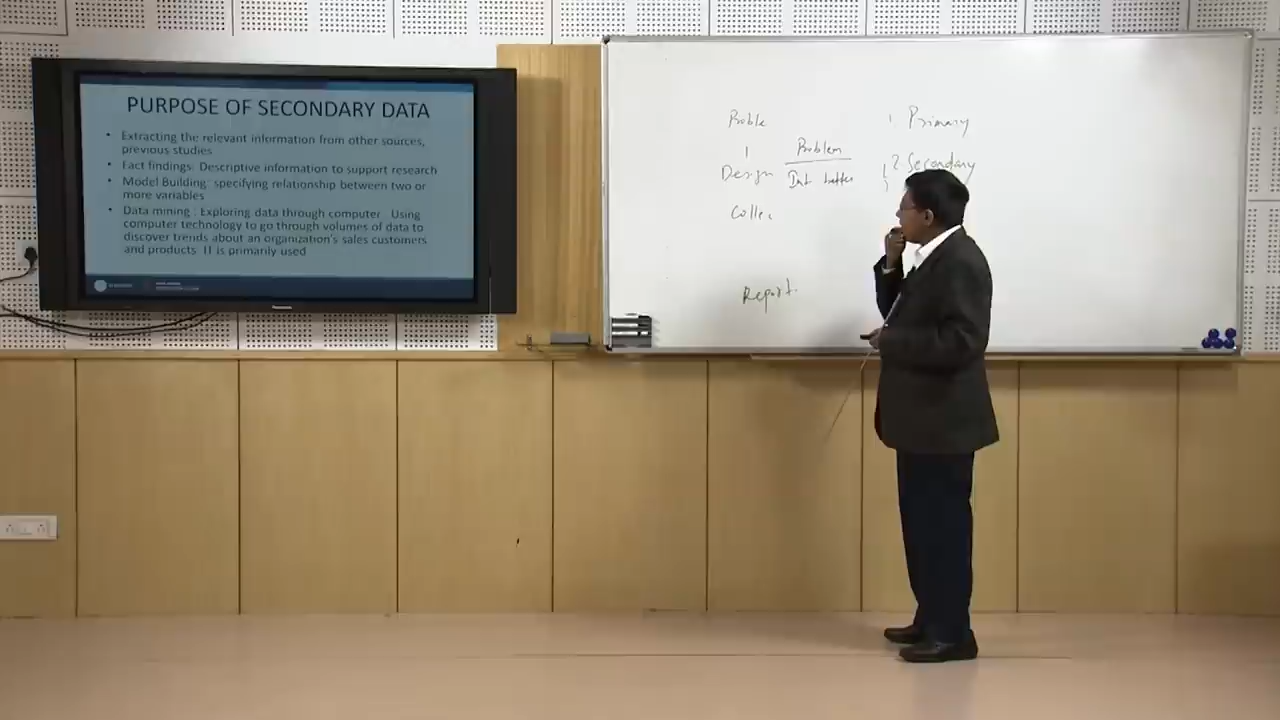 PURPOSE OF SECONDARY DATA
• Extracting the relevant information from other sources,
previous studies
• Fact findings: Descriptive information to support research
• Model Building: specifying relationship between two or
more variables
• Data mining : Exploring data through computer. Using
computer technology to go through volumes of data to
discover trends about an organization's sales customers
and products IT is primarily used
Proble
Design
Collec
Report.
Problem
1 Primary
2 Secondary